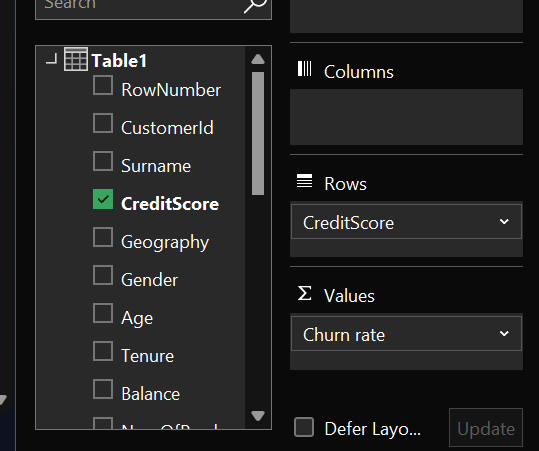 Search
Table1
RowNumber
CustomerId
Surname
CreditScore
Geography
Gender
Age
Tenure
Balance
Columns
Rows
CreditScore
Σ Values
Churn rate
Defer Layo...
Update